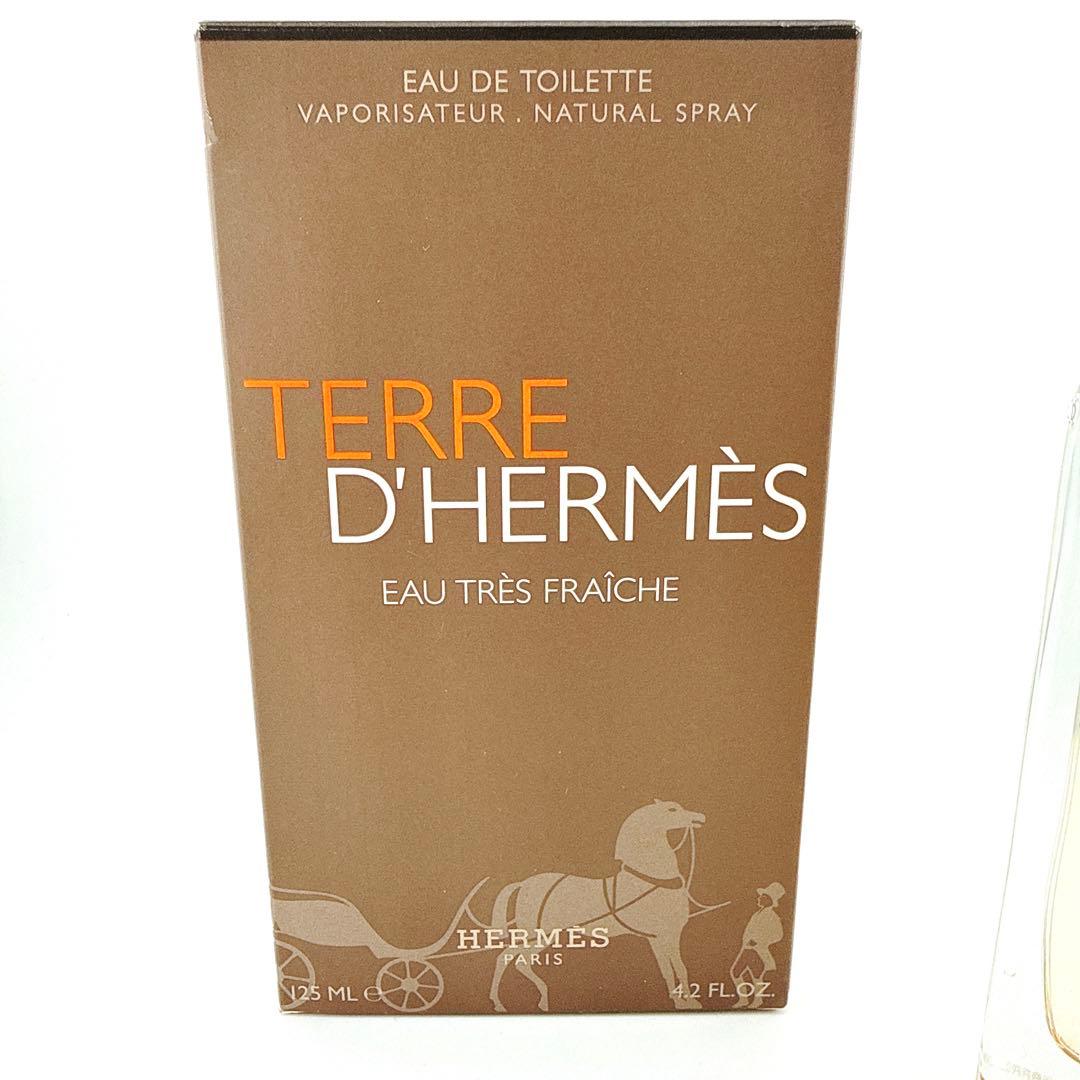 EAU DE TOILETTE
VAPORISATEUR . NATURAL SPRAY
TERRE
D'HERMÈS
EAU TRÈS FRAÎCHE
HERMÈS
PARIS
125 ML ℮
4.2 FL.OZ.